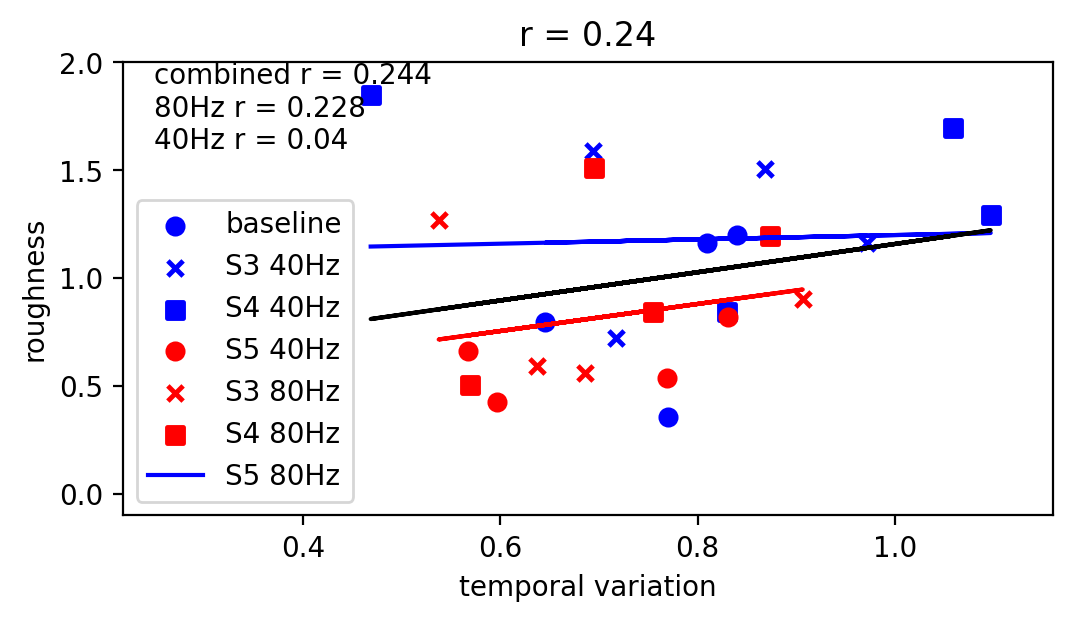 r = 0.24
combined r = 0.244
80Hz r = 0.228
40Hz r = 0.04
baseline
S3 40Hz
S4 40Hz
S5 40Hz
S3 80Hz
S4 80Hz
S5 80Hz
2.0
1.5
1.0
0.5
0.0
roughness
0.4 0.6 0.8 1.0
temporal variation